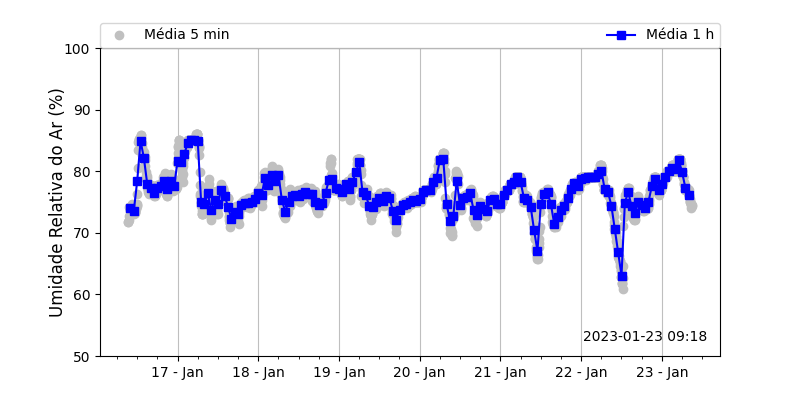 Média 5 min
Média 1 h
Umidade Relativa do Ar (%)
100
90
80
70
60
50
2023-01-23 09:18
17 - Jan
18 - Jan
19 - Jan
20 - Jan
21 - Jan
22 - Jan
23 - Jan